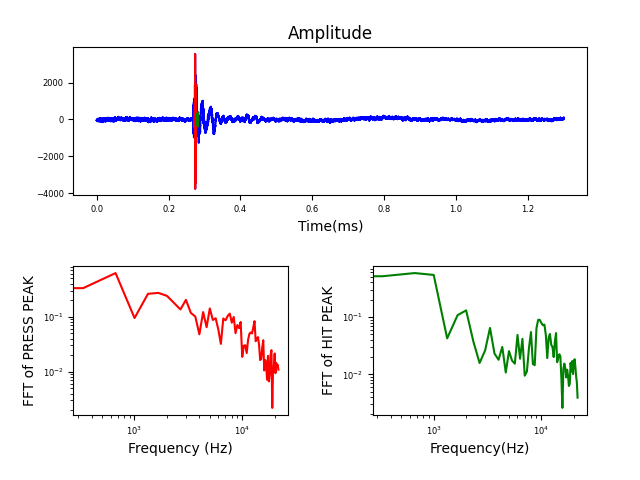 Amplitude
2000
0
−2000
−4000
0.0 0.2 0.4 0.6 0.8 1.0 1.2
Time(ms)
FFT of PRESS PEAK
10⁻¹
10⁻²
10³ 10⁴
Frequency (Hz)
FFT of HIT PEAK
10⁻¹
10⁻²
10³ 10⁴
Frequency(Hz)